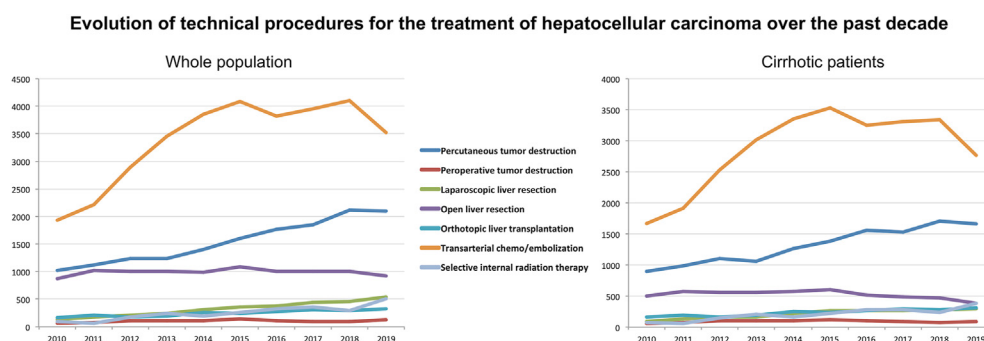 Evolution of technical procedures for the treatment of hepatocellular carcinoma over the past decade
Whole population
4500
4000
3500
3000
2500
2000
1500
1000
500
0
2010 2011 2012 2013 2014 2015 2016 2017 2018 2019
Percutaneous tumor destruction
Peroperative tumor destruction
Laparoscopic liver resection
Open liver resection
Orthotopic liver transplantation
Transarterial chemo/embolization
Selective internal radiation therapy
Cirrhotic patients
4000
3500
3000
2500
2000
1500
1000
500
0
2010 2011 2012 2013 2014 2015 2016 2017 2018 2019